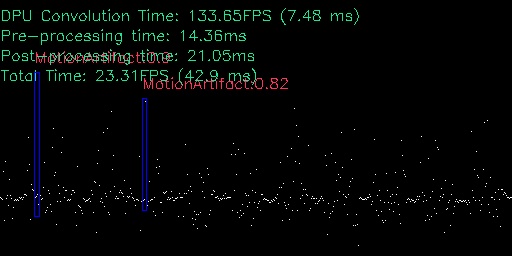 DPU Convolution Time: 133.65FPS (7.48 ms)
Pre-processing time: 14.36ms
Post-processing time: 21.05ms
MotionArtifact:0.9
Total Time: 23.31FPS (42.9 ms)
MotionArtifact:0.82